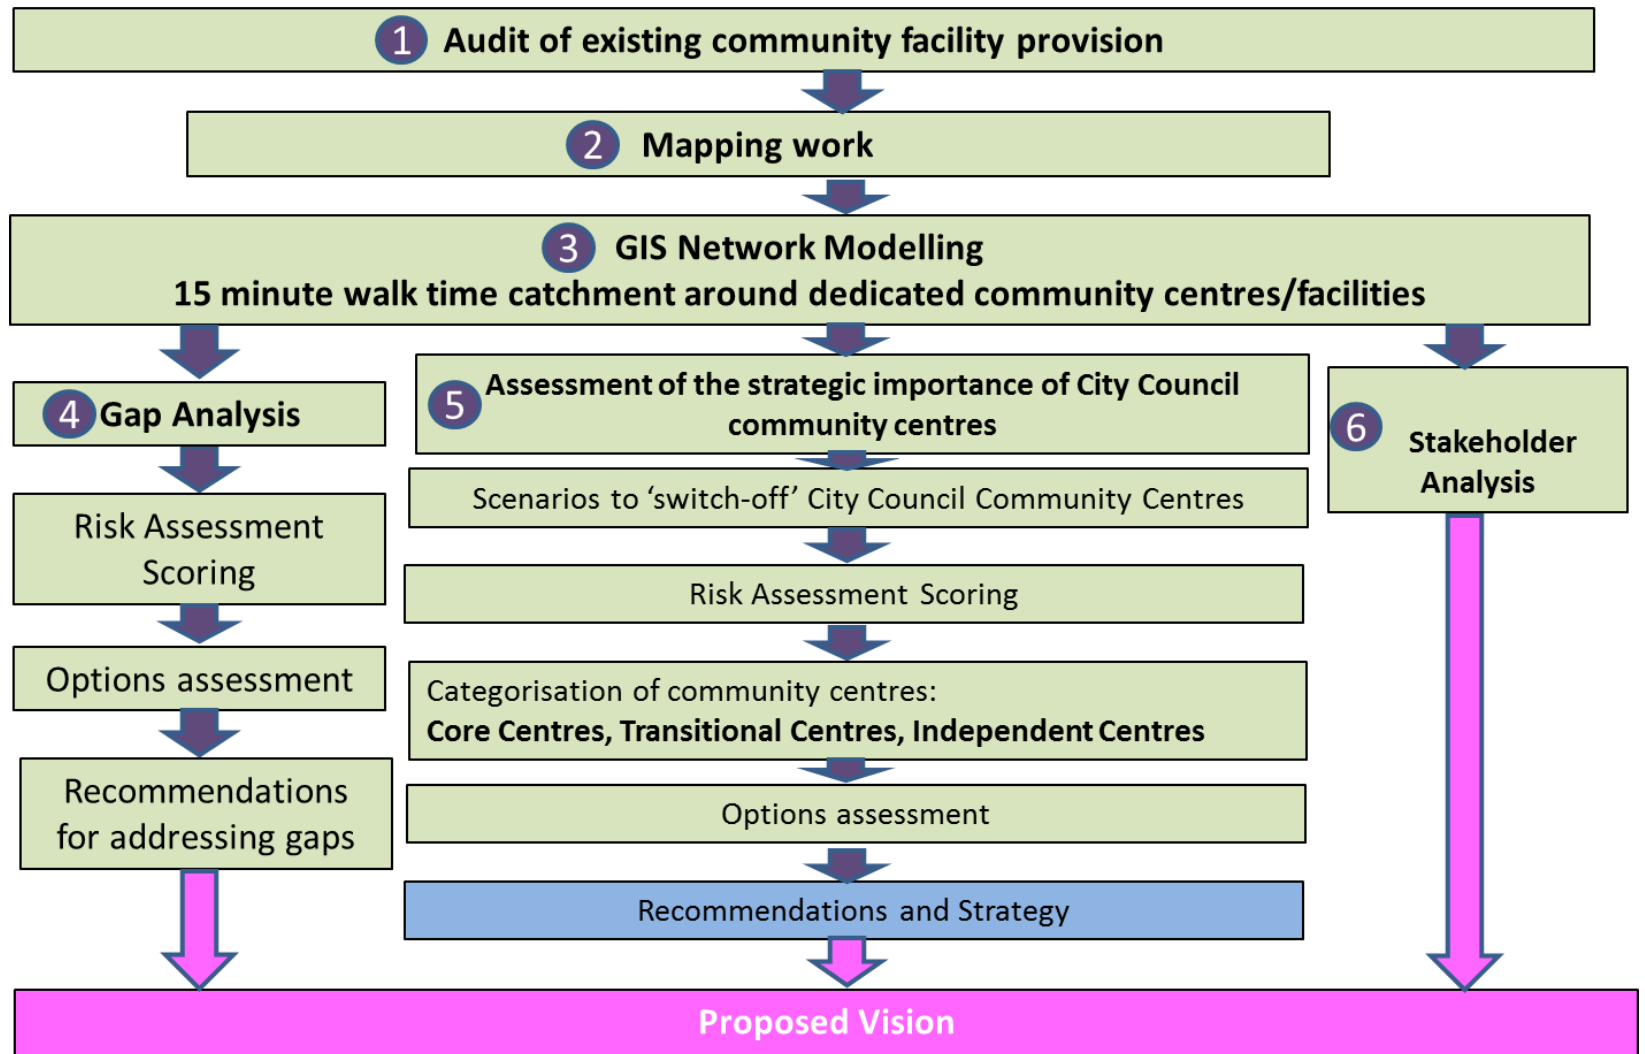 1 Audit of existing community facility provision
2 Mapping work
3 GIS Network Modelling
15 minute walk time catchment around dedicated community centres/facilities
4 Gap Analysis
Risk Assessment
Scoring
Options assessment
Recommendations
for addressing gaps
5 Assessment of the strategic importance of City Council
community centres
Scenarios to ‘switch-off’ City Council Community Centres
Risk Assessment Scoring
Categorisation of community centres:
Core Centres, Transitional Centres, Independent Centres
Options assessment
Recommendations and Strategy
6 Stakeholder
Analysis
Proposed Vision